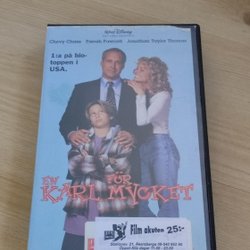 Walt Disney
Chevy Chase Farrah Fawcett Jonathan Taylor Thomas
1:a på bio-
toppen i
USA.
EN
FÖR
KARL MYCKET
Film akuten 25:-